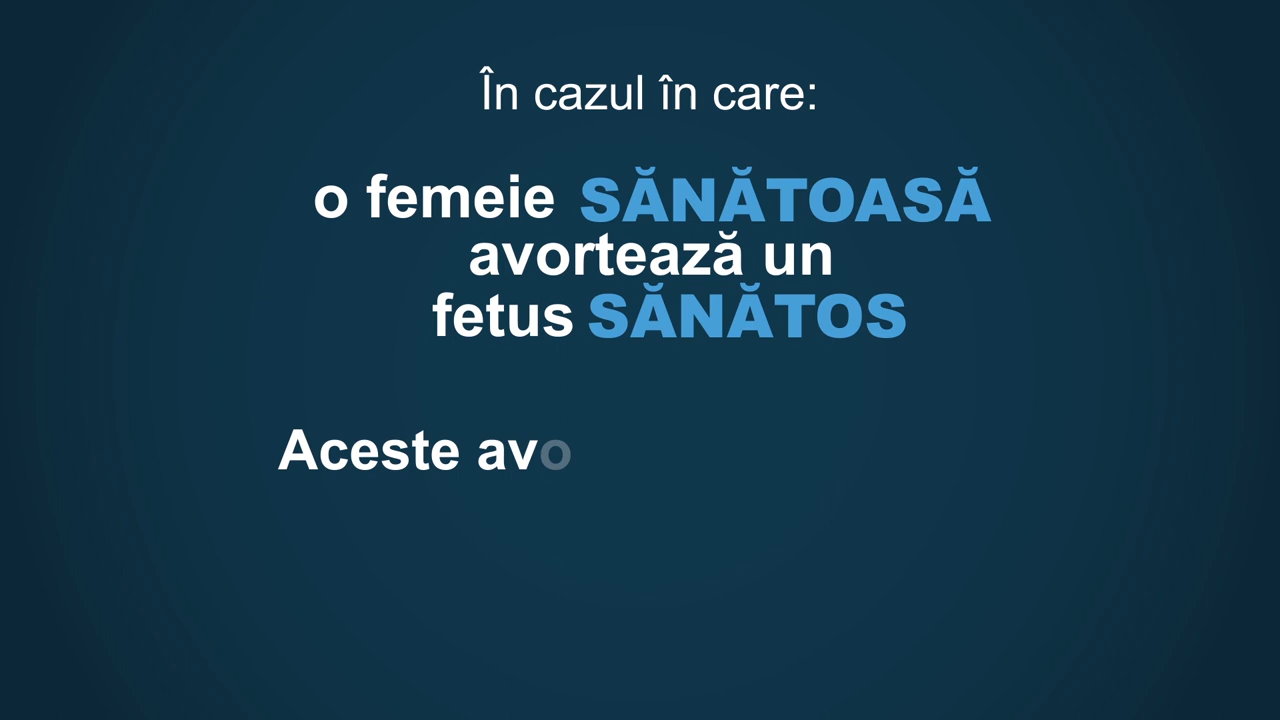 În cazul în care:
o femeie SĂNĂTOASĂ
avortează un
fetus SĂNĂTOS
Aceste avo